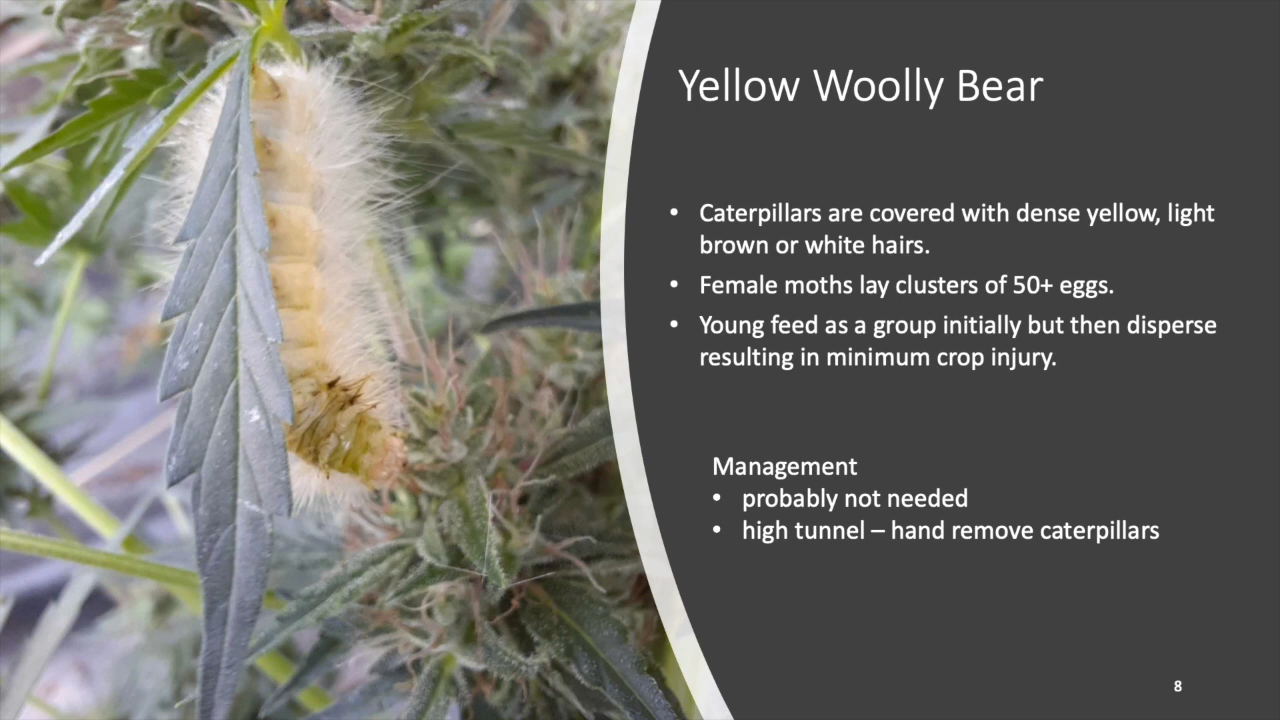 Yellow Woolly Bear
• Caterpillars are covered with dense yellow, light
brown or white hairs.
• Female moths lay clusters of 50+ eggs.
• Young feed as a group initially but then disperse
resulting in minimum crop injury.
Management
• probably not needed
• high tunnel – hand remove caterpillars
8